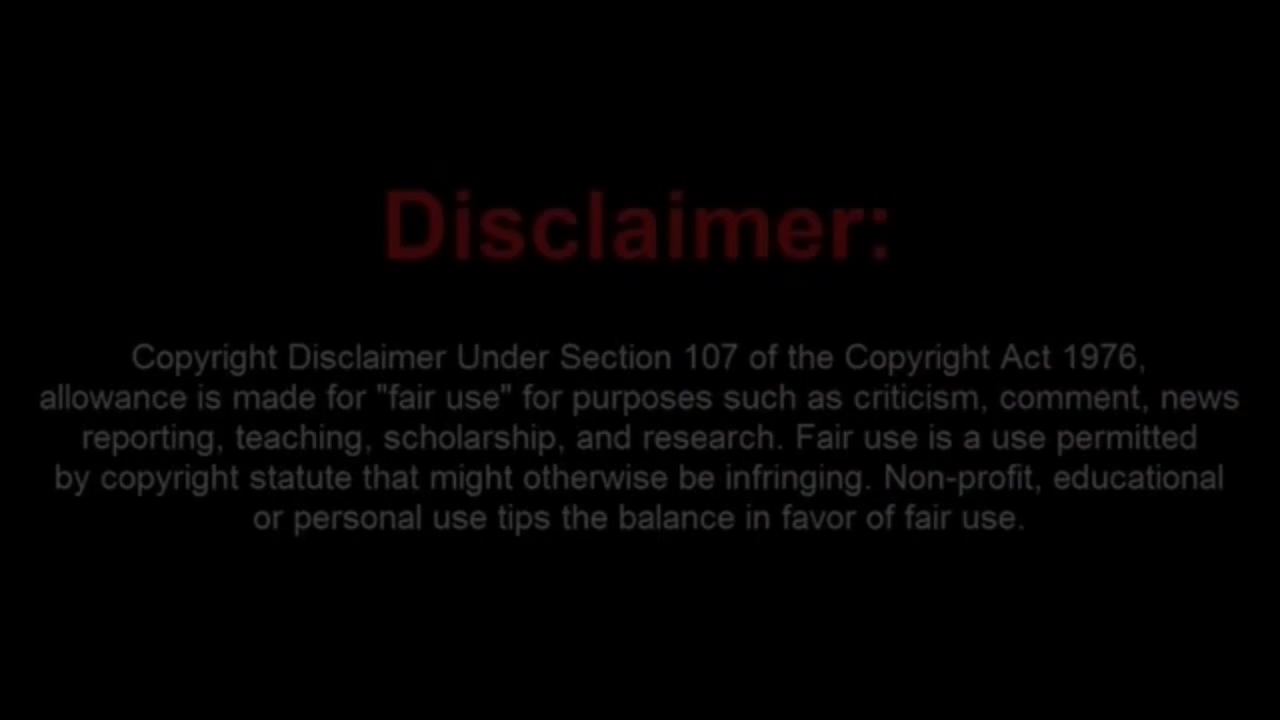 Disclaimer:
Copyright Disclaimer Under Section 107 of the Copyright Act 1976,
allowance is made for "fair use" for purposes such as criticism, comment, news
reporting, teaching, scholarship, and research. Fair use is a use permitted
by copyright statute that might otherwise be infringing. Non-profit, educational
or personal use tips the balance in favor of fair use.